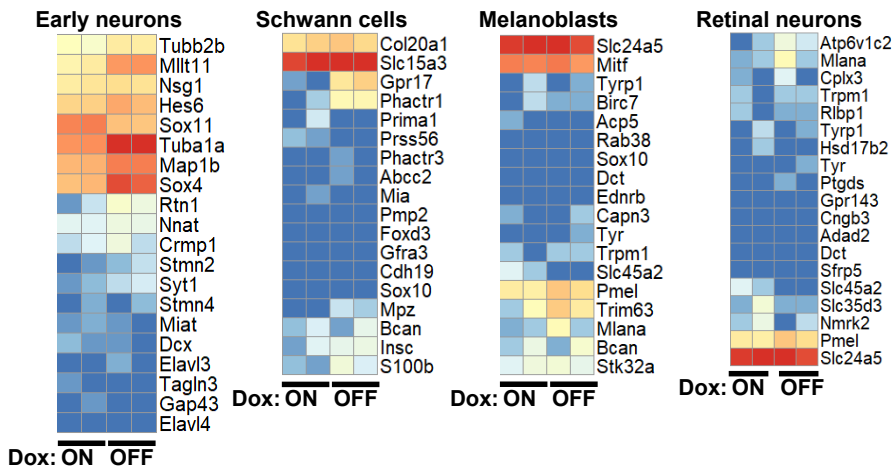 Early neurons
Tubb2b
Mllt11
Nsg1
Hes6
Sox11
Tuba1a
Map1b
Sox4
Rtn1
Nnat
Crmp1
Stmn2
Syt1
Stmn4
Miat
Dcx
Elavl3
Tagln3
Gap43
Elavl4
Dox: ON OFF
Schwann cells
Col20a1
Slc15a3
Gpr17
Phactr1
Prima1
Prss56
Phactr3
Abcc2
Mia
Pmp2
Foxd3
Gfra3
Cdh19
Sox10
Mpz
Bcan
Insc
S100b
Dox: ON OFF
Melanoblasts
Slc24a5
Mitf
Tyrp1
Birc7
Acp5
Rab38
Sox10
Dct
Ednrb
Capn3
Tyr
Trpm1
Slc45a2
Pmel
Trim63
Mlana
Bcan
Stk32a
Dox: ON OFF
Retinal neurons
Atp6v1c2
Mlana
Cplx3
Trpm1
Rlbp1
Tyrp1
Hsd17b2
Tyr
Ptgds
Gpr143
Cngb3
Adad2
Dct
Sfrp5
Slc45a2
Slc35d3
Nmrk2
Pmel
Slc24a5
Dox: ON OFF